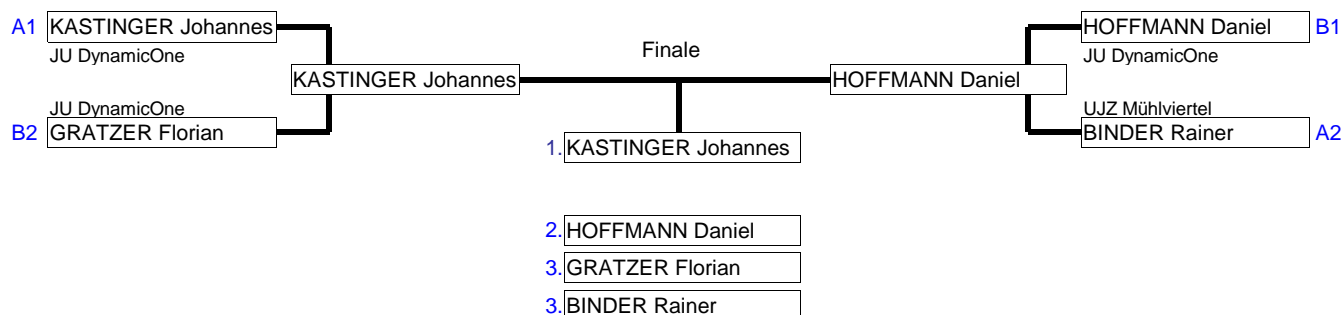 A1 KASTINGER Johannes
JU DynamicOne
JU DynamicOne
B2 GRATZER Florian
KASTINGER Johannes
Finale
HOFFMANN Daniel
HOFFMANN Daniel B1
JU DynamicOne
UJZ Mühlviertel
BINDER Rainer A2
1. KASTINGER Johannes
2. HOFFMANN Daniel
3. GRATZER Florian
3. BINDER Rainer